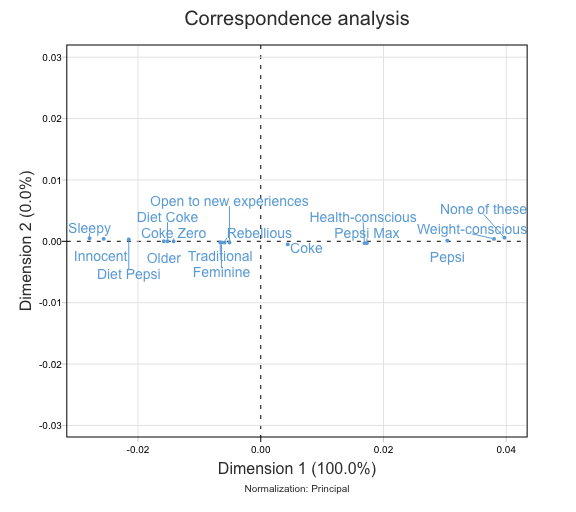 Correspondence analysis
0.03
0.02
0.01
0.00
-0.01
-0.02
-0.03
Dimension 2 (0.0%)
Open to new experiences
None of these
Diet Coke
Health-conscious
Sleepy
Coke Zero
Rebellious
Pepsi Max
Weight-conscious
Coke
Innocent
Older
Traditional
Pepsi
Diet Pepsi
Feminine
-0.02
0.00
0.02
0.04
Dimension 1 (100.0%)
Normalization: Principal